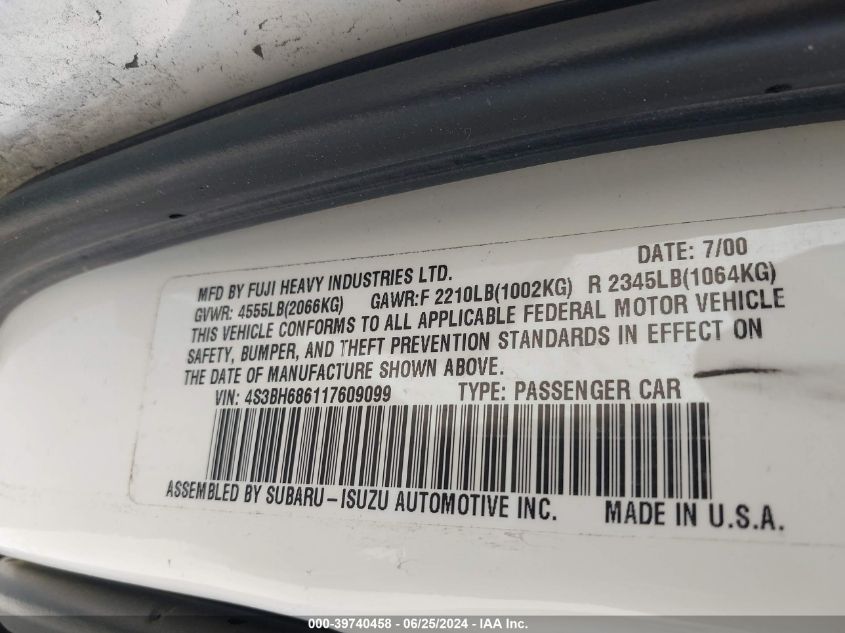 DATE: 7/00
MFD BY FUJI HEAVY INDUSTRIES LTD.
GVWR: 4555LB(2066KG) GAWR:F 2210LB(1002KG) R 2345LB(1064KG)
THIS VEHICLE CONFORMS TO ALL APPLICABLE FEDERAL MOTOR VEHICLE
SAFETY, BUMPER, AND THEFT PREVENTION STANDARDS IN EFFECT ON
THE DATE OF MANUFACTURE SHOWN ABOVE.
VIN: 4S3BH686117609099 TYPE: PASSENGER CAR
ASSEMBLED BY SUBARU-ISUZU AUTOMOTIVE INC. MADE IN U.S.A.
000-39740458 - 06/25/2024 - IAA Inc.